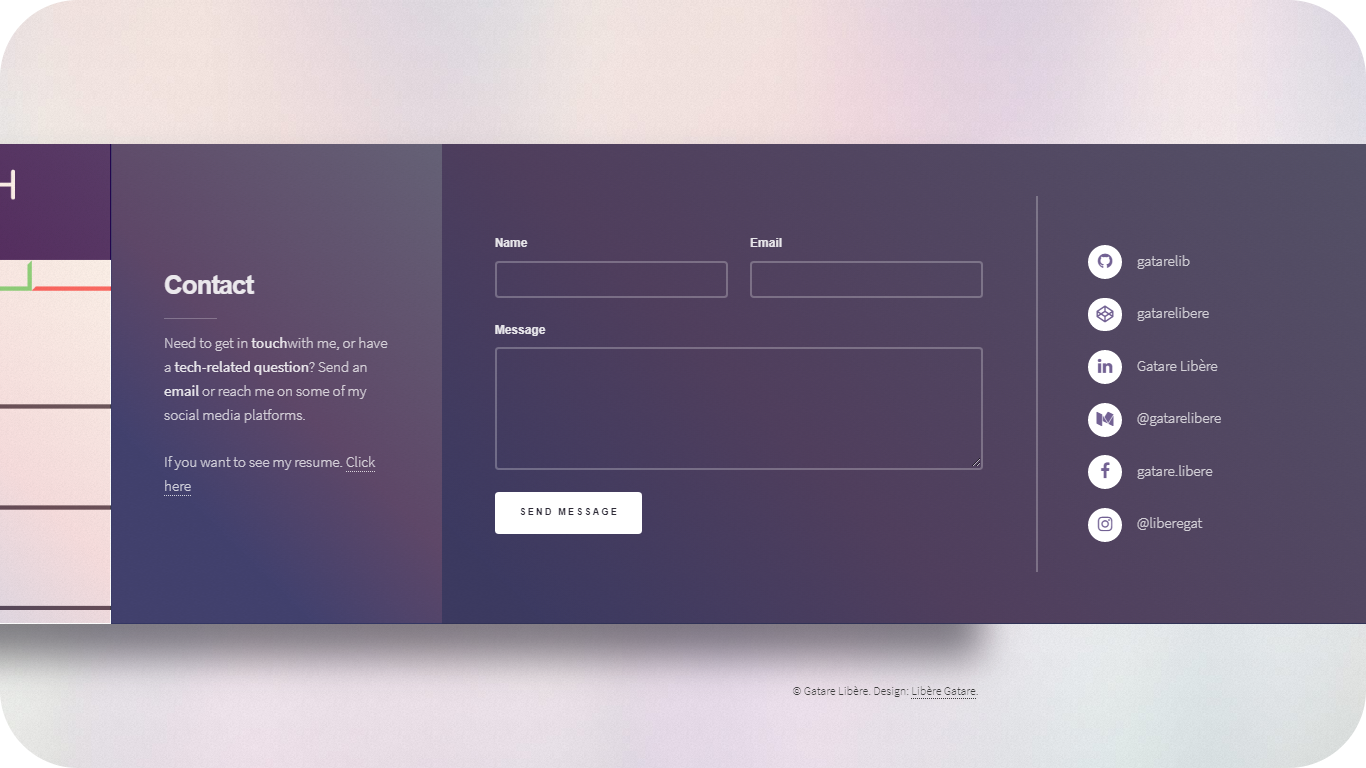 H
Contact
Need to get in touchwith me, or have
a tech-related question? Send an
email or reach me on some of my
social media platforms.
If you want to see my resume. Click
here
Name
Email
Message
SEND MESSAGE
gatarelib
gatarelibere
Gatare Libère
@gatarelibere
gatare.libere
@liberegat
© Gatare Libère. Design: Libère Gatare.